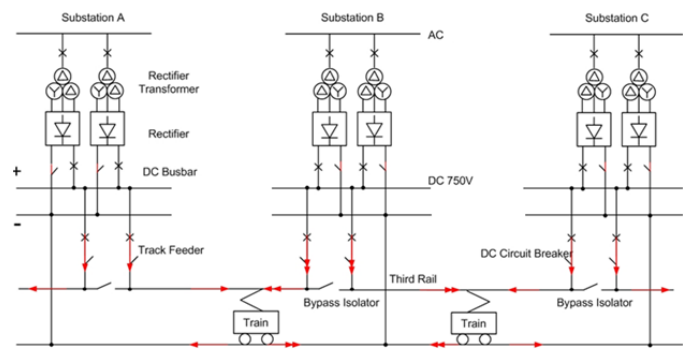 Substation A
Substation B
Substation C
AC
Rectifier
Transformer
Rectifier
+
DC Busbar
DC 750V
-
Track Feeder
DC Circuit Breaker
Third Rail
Bypass Isolator
Bypass Isolator
Train
Train